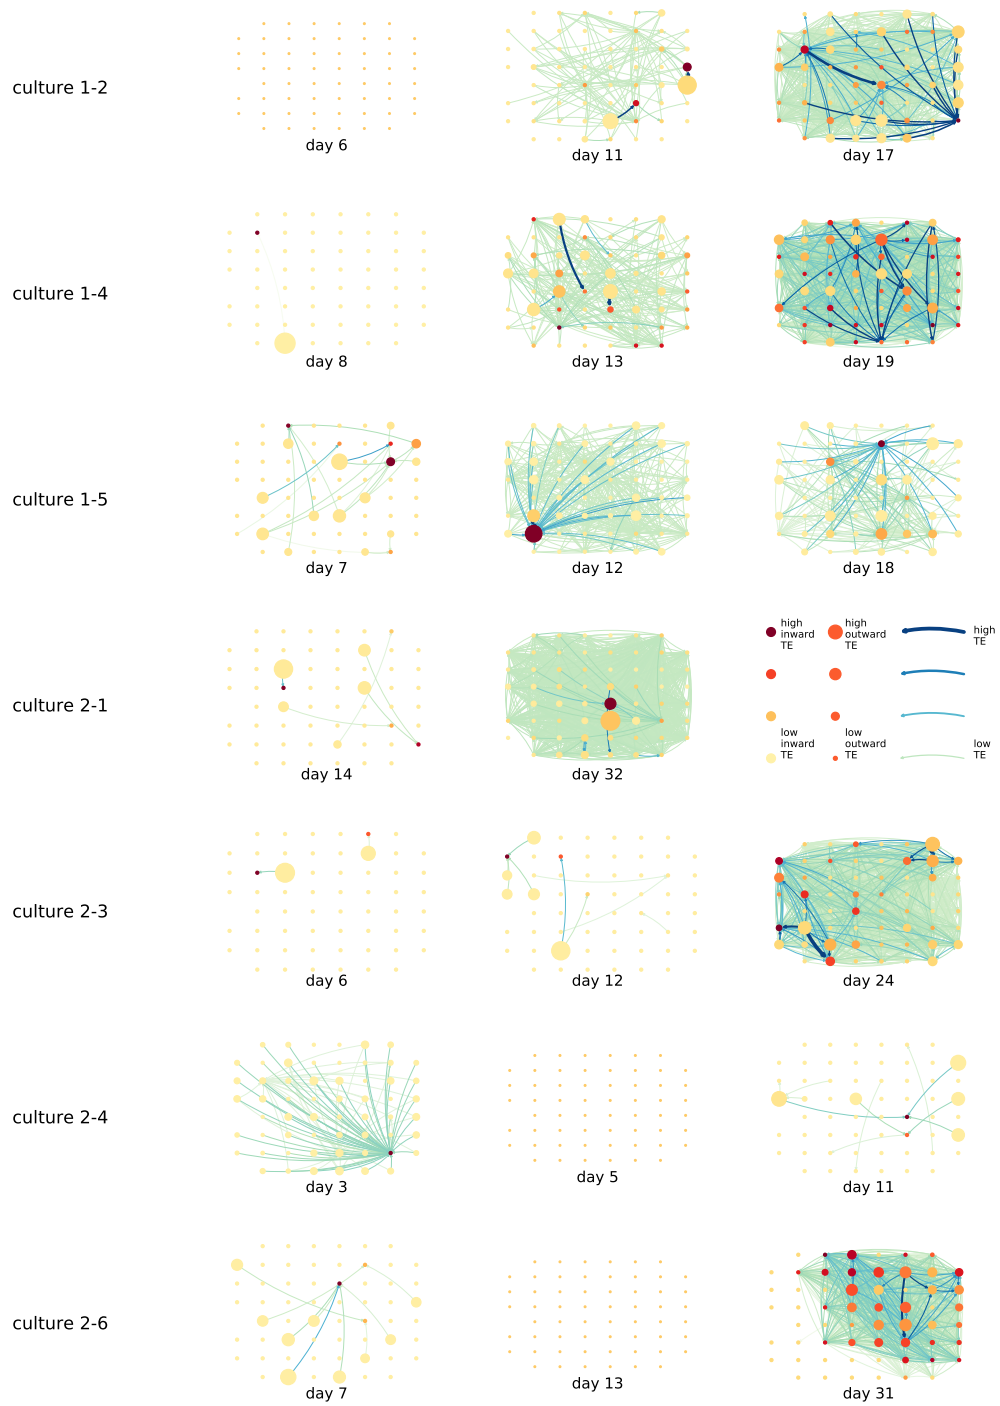 culture 1-2
day 6
day 11
day 17
culture 1-4
day 8
day 13
day 19
culture 1-5
day 7
day 12
day 18
culture 2-1
day 14
day 32
high
inward
TE
high
outward
TE
high
TE
low
inward
TE
low
outward
TE
low
TE
culture 2-3
day 6
day 12
day 24
culture 2-4
day 3
day 5
day 11
culture 2-6
day 7
day 13
day 31